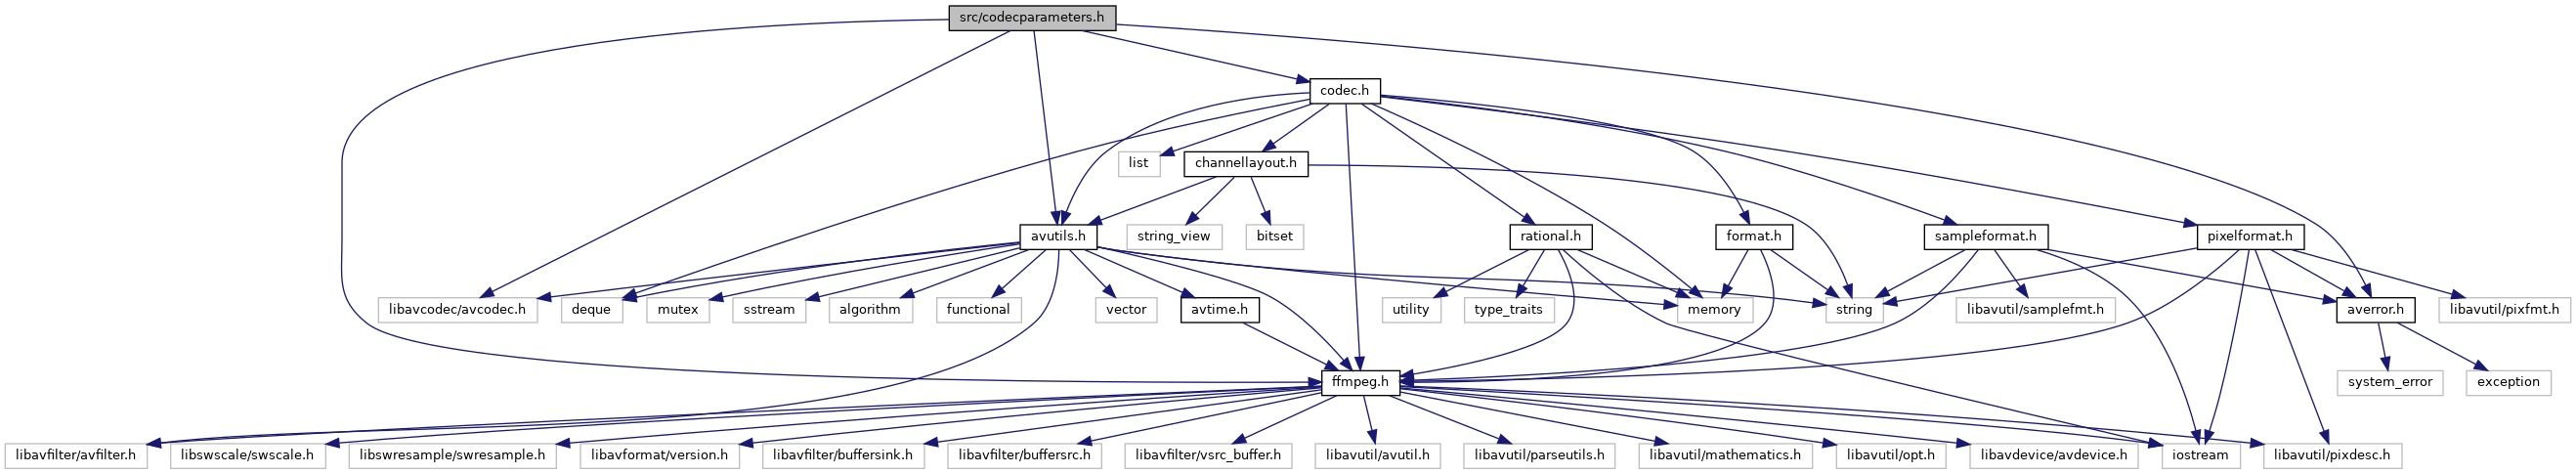 src/codecparameters.h
codec.h
list
channellayout.h
avutils.h
string_view
bitset
rational.h
format.h
sampleformat.h
pixelformat.h
libavcodec/avcodec.h
deque
mutex
sstream
algorithm
functional
vector
avtime.h
utility
type_traits
memory
string
libavutil/samplefmt.h
averror.h
libavutil/pixfmt.h
ffmpeg.h
system_error
exception
libavfilter/avfilter.h
libswscale/swscale.h
libswresample/swresample.h
libavformat/version.h
libavfilter/buffersink.h
libavfilter/buffersrc.h
libavfilter/vsrc_buffer.h
libavutil/avutil.h
libavutil/parseutils.h
libavutil/mathematics.h
libavutil/opt.h
libavdevice/avdevice.h
iostream
libavutil/pixdesc.h